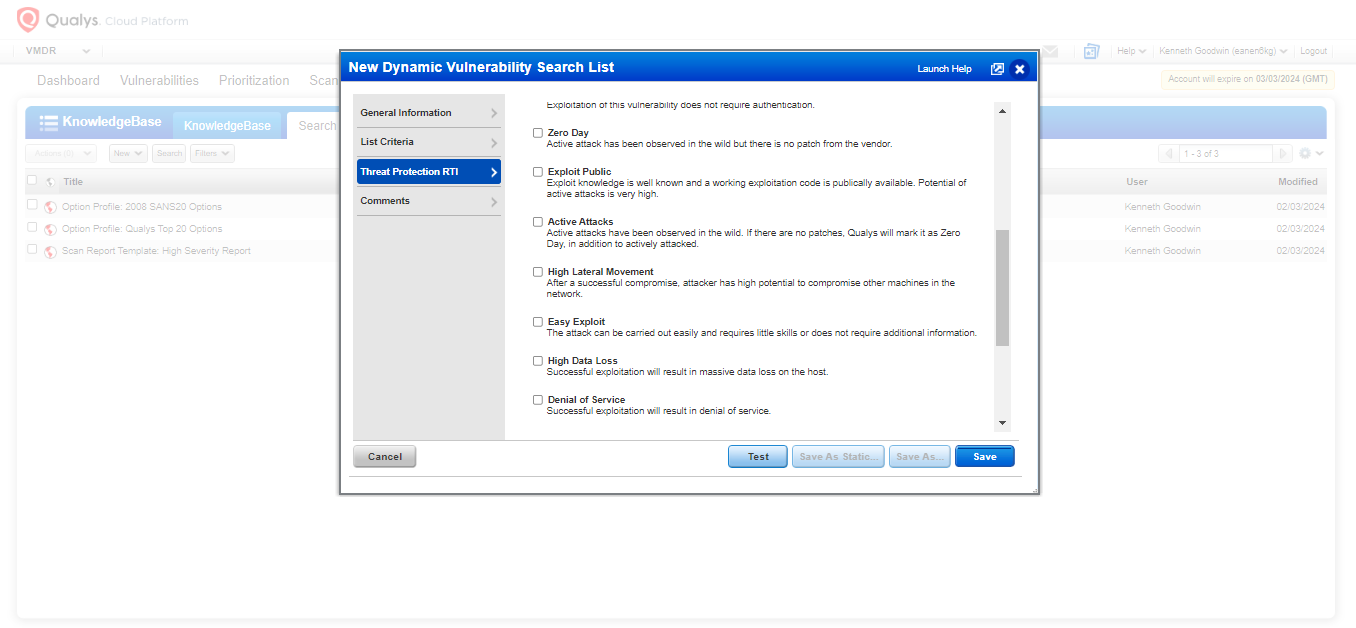 Qualys. Cloud Platform
VMDR
Help
Kenneth Goodwin (eanen6kg)
Logout
Dashboard Vulnerabilities Prioritization Scan
Account will expire on 03/03/2024 (GMT)
New Dynamic Vulnerability Search List
Launch Help
KnowledgeBase
KnowledgeBase
Search
Actions (0)
New
Search
Filters
1 - 3 of 3
Title
User
Modified
Option Profile: 2008 SANS20 Options
Kenneth Goodwin
02/03/2024
Option Profile: Qualys Top 20 Options
Kenneth Goodwin
02/03/2024
Scan Report Template: High Severity Report
Kenneth Goodwin
02/03/2024
General Information
List Criteria
Threat Protection RTI
Comments
Exploitation of this vulnerability does not require authentication.
Zero Day
Active attack has been observed in the wild but there is no patch from the vendor.
Exploit Public
Exploit knowledge is well known and a working exploitation code is publically available. Potential of
active attacks is very high.
Active Attacks
Active attacks have been observed in the wild. If there are no patches, Qualys will mark it as Zero
Day, in addition to actively attacked.
High Lateral Movement
After a successful compromise, attacker has high potential to compromise other machines in the
network.
Easy Exploit
The attack can be carried out easily and requires little skills or does not require additional information.
High Data Loss
Successful exploitation will result in massive data loss on the host.
Denial of Service
Successful exploitation will result in denial of service.
Cancel
Test
Save As Static...
Save As...
Save